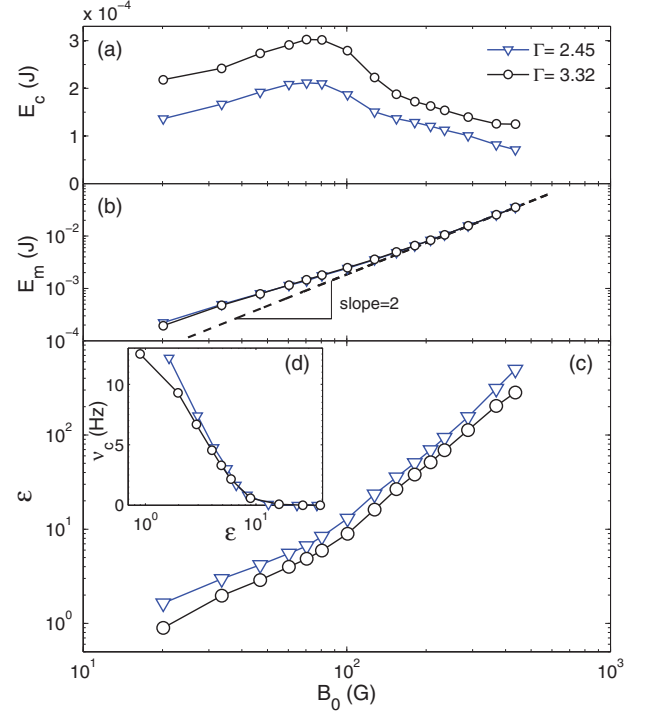 x 10⁻⁴
(a)
3
2
1
0
E_c (J)
Γ= 2.45
Γ= 3.32
(b)
10⁻²
10⁻³
10⁻⁴
E_m (J)
slope=2
(d)
(c)
10
5
0
ν_c (Hz)
10⁰ 10¹
ε
10²
10¹
10⁰
ε
10¹ 10² 10³
B₀ (G)